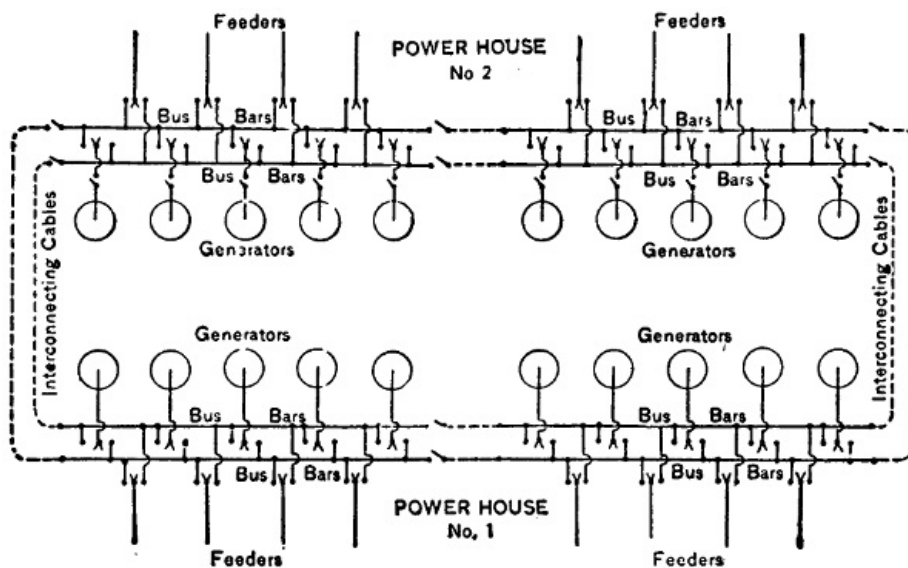 Feeders
Feeders
POWER HOUSE
No 2
Bus Bars
Bus Bars
Bus Bars
Bus Bars
Generators
Generators
Interconnecting Cables
Interconnecting Cables
Generators
Generators
Bus Bars
Bus Bars
Bus Bars
Bus Bars
POWER HOUSE
No. 1
Feeders
Feeders